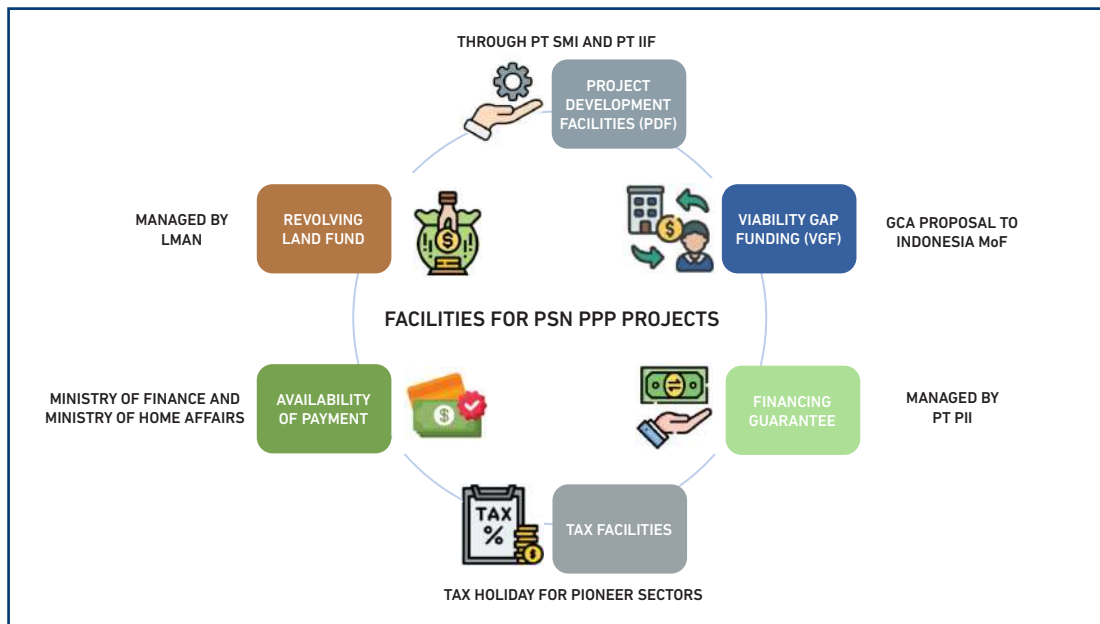 THROUGH PT SMI AND PT IIF
PROJECT
DEVELOPMENT
FACILITIES (PDF)
MANAGED BY
LMAN
REVOLVING
LAND FUND
$
$
VIABILITY GAP
FUNDING (VGF)
GCA PROPOSAL TO
INDONESIA MoF
FACILITIES FOR PSN PPP PROJECTS
MINISTRY OF FINANCE AND
MINISTRY OF HOME AFFAIRS
AVAILABILITY
OF PAYMENT
$
FINANCING
GUARANTEE
MANAGED BY
PT PII
TAX
%
$
TAX FACILITIES
TAX HOLIDAY FOR PIONEER SECTORS